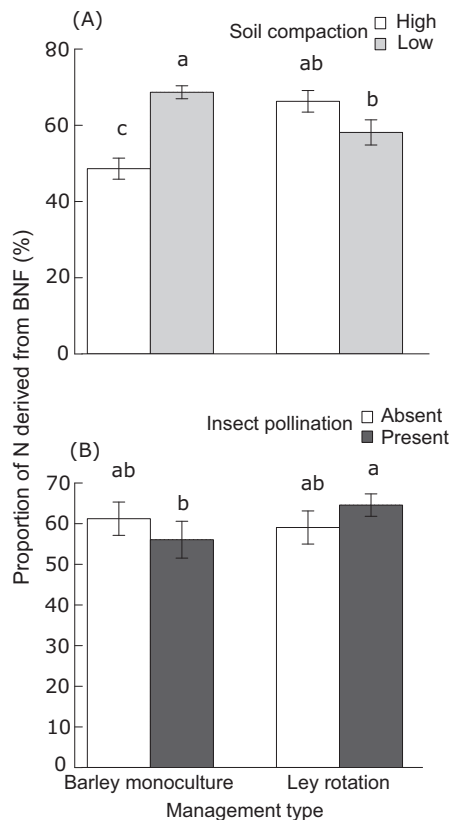 (A)
Soil compaction
High
Low
80
60
40
20
0
c
a
ab
b
Proportion of N derived from BNF (%)
Insect pollination
Absent
Present
(B)
70
60
50
40
30
20
10
0
ab
b
ab
a
Barley monoculture
Ley rotation
Management type